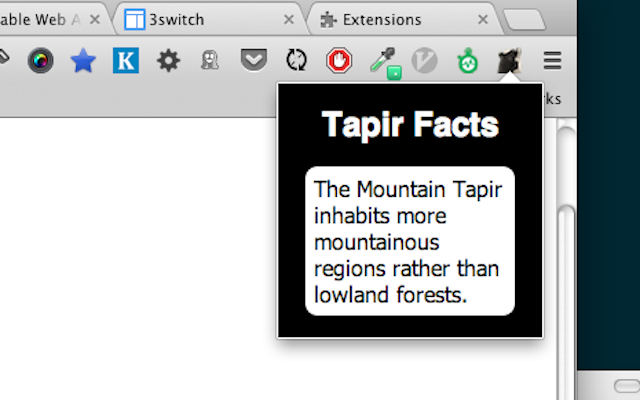 able Web A
3switch
Extensions
K
V
ks
Tapir Facts
The Mountain Tapir
inhabits more
mountainous
regions rather than
lowland forests.